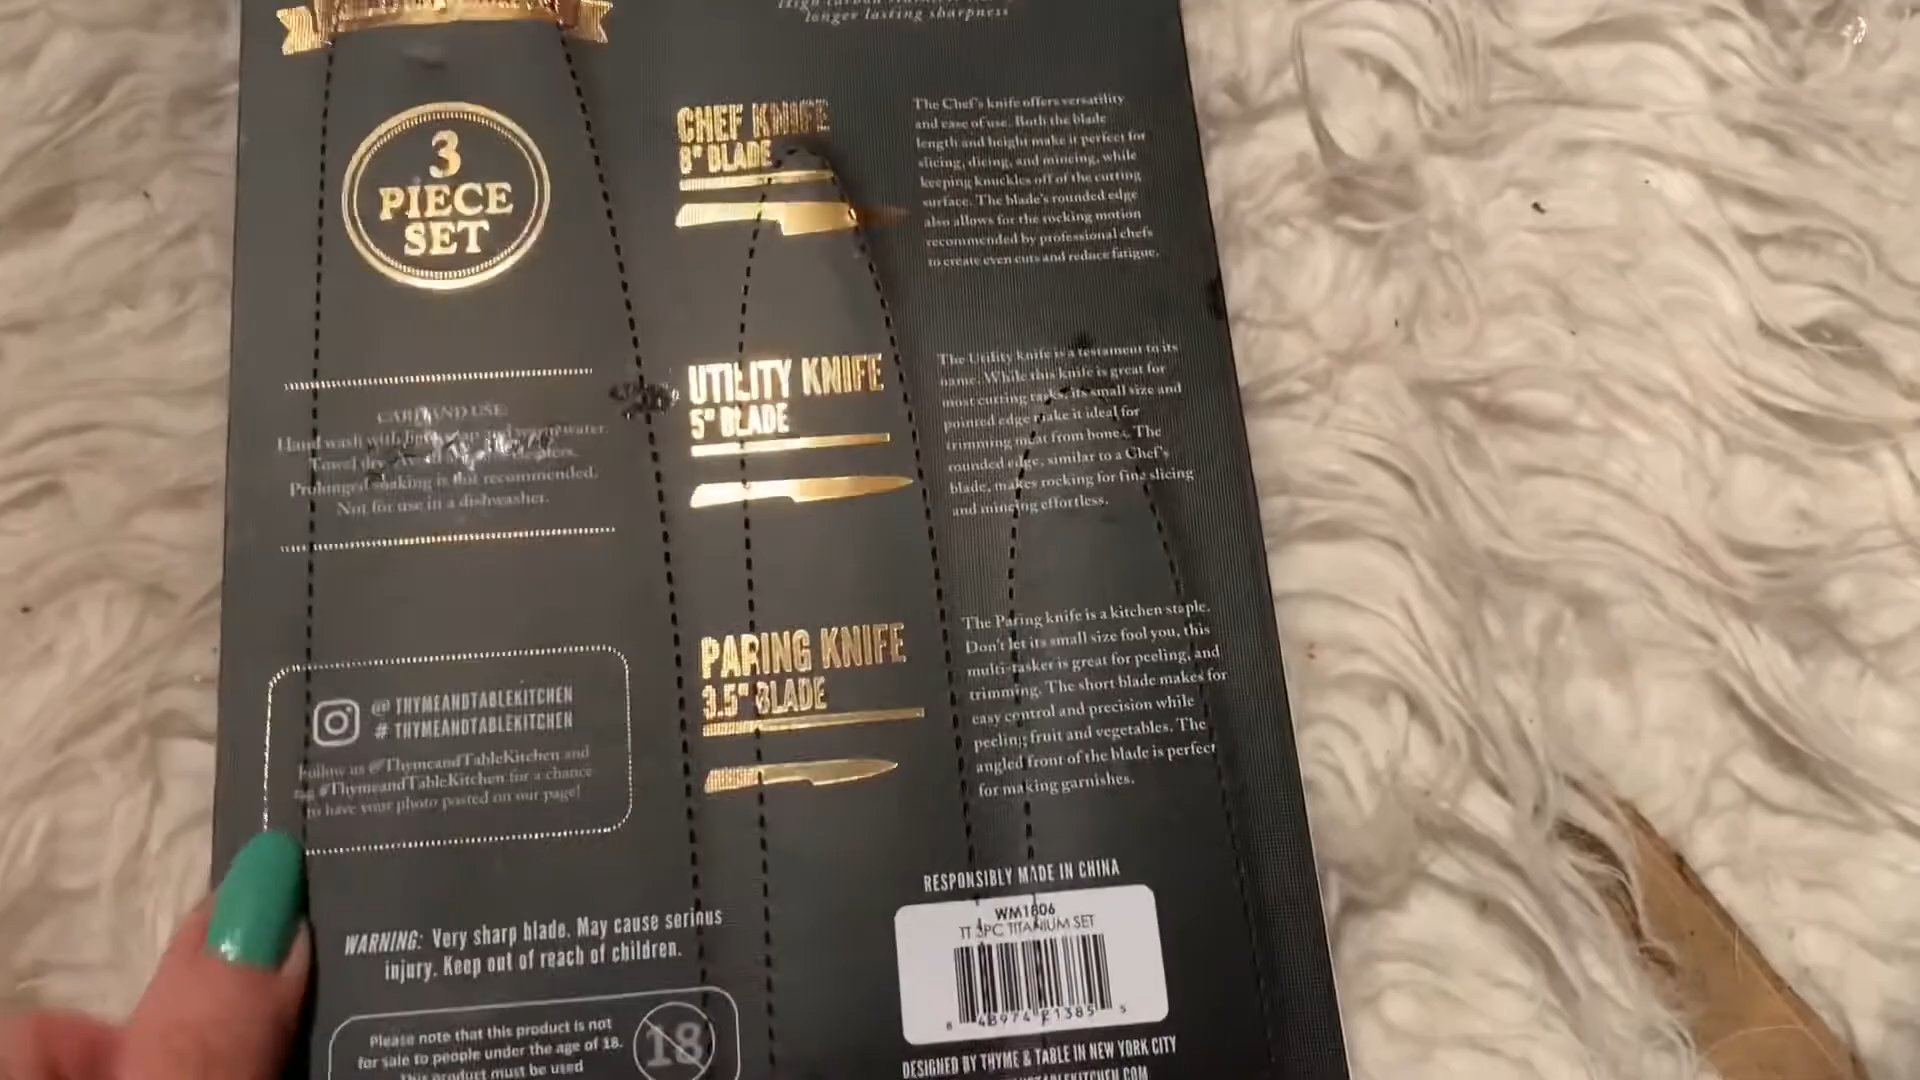 longer lasting sharpness
3
PIECE
SET
CHEF KNIFE
8" BLADE
The Chef's knife offers versatility
and ease of use. Both the blade
length and height make it perfect for
slicing, dicing, and mincing, while
keeping knuckles off of the cutting
surface. The blade's rounded edge
also allows for the rocking motion
recommended by professional chefs
to create even cuts and reduce fatigue.
UTILITY KNIFE
5" BLADE
The Utility knife is a testament to its
name. While this knife is great for
most cutting tasks, its small size and
pointed edge make it ideal for
trimming meat from bones. The
rounded edge, similar to a Chef's
blade, makes rocking for fine slicing
and mincing effortless.
CARE AND USE:
Hand wash with and warm water.
Towel
Prolonged soaking is not recommended.
Not for use in a dishwasher.
PARING KNIFE
3.5" BLADE
The Paring knife is a kitchen staple.
Don't let its small size fool you, this
multi-tasker is great for peeling, and
trimming. The short blade makes for
easy control and precision while
peeling fruit and vegetables. The
angled front of the blade is perfect
for making garnishes.
@ THYMEANDTABLEKITCHEN
# THYMEANDTABLEKITCHEN
Follow us @ThymeandTableKitchen and
tag #ThymeandTableKitchen for a chance
to have your photo posted on our page!
WARNING: Very sharp blade. May cause serious
injury. Keep out of reach of children.
Please note that this product is not
for sale to people under the age of 18.
This product must be used
18
RESPONSIBLY MADE IN CHINA
WM1806
TT 3PC TITANIUM SET
8 48974 21385 5
DESIGNED BY THYME & TABLE IN NEW YORK CITY